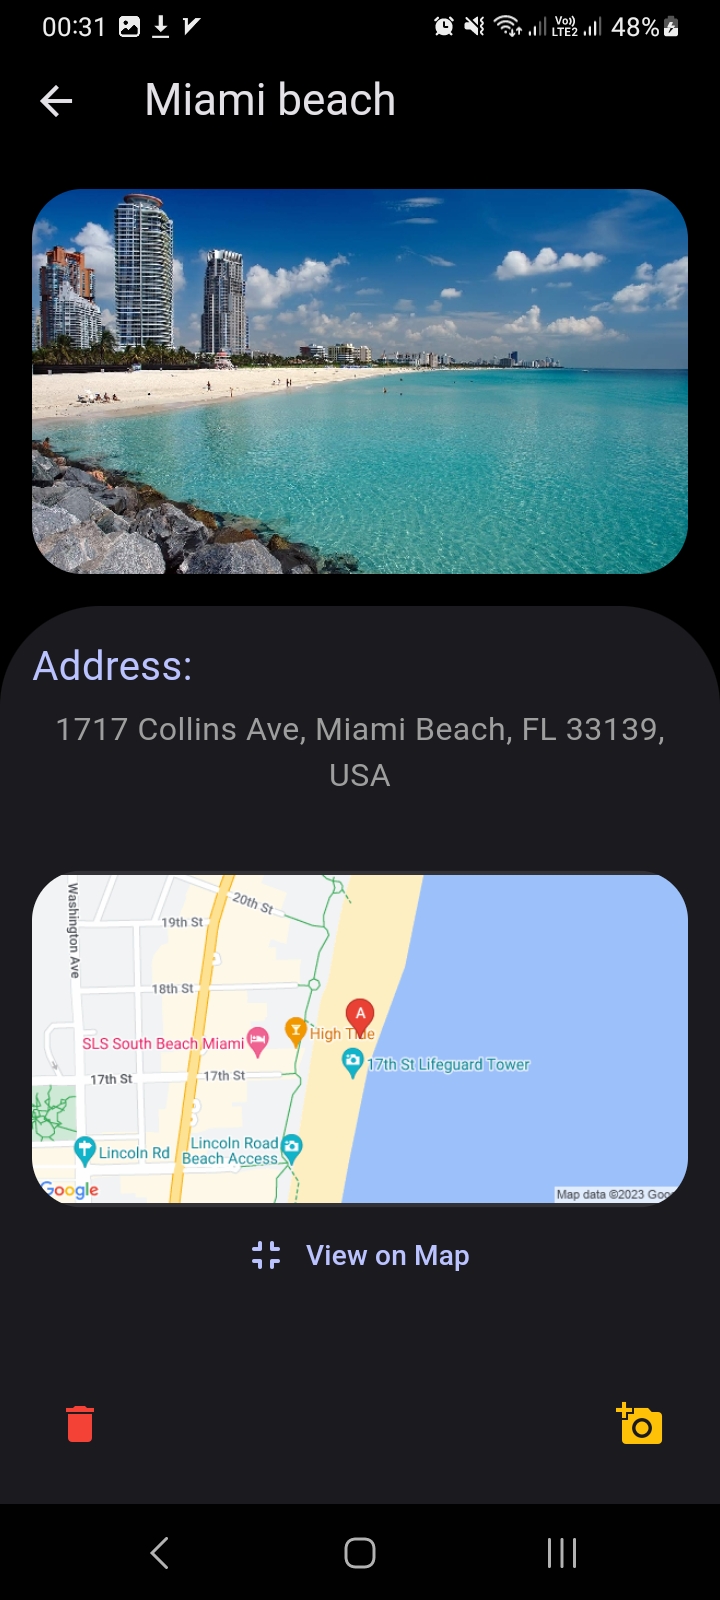 00:31
Vo)) LTE2 48%
Miami beach
Address:
1717 Collins Ave, Miami Beach, FL 33139,
USA
Washington Ave
20th St
19th St
18th St
SLS South Beach Miami
High Tide
17th St Lifeguard Tower
17th St
17th St
Lincoln Rd
Lincoln Road
Beach Access
A
Google
Map data ©2023 Goo
View on Map